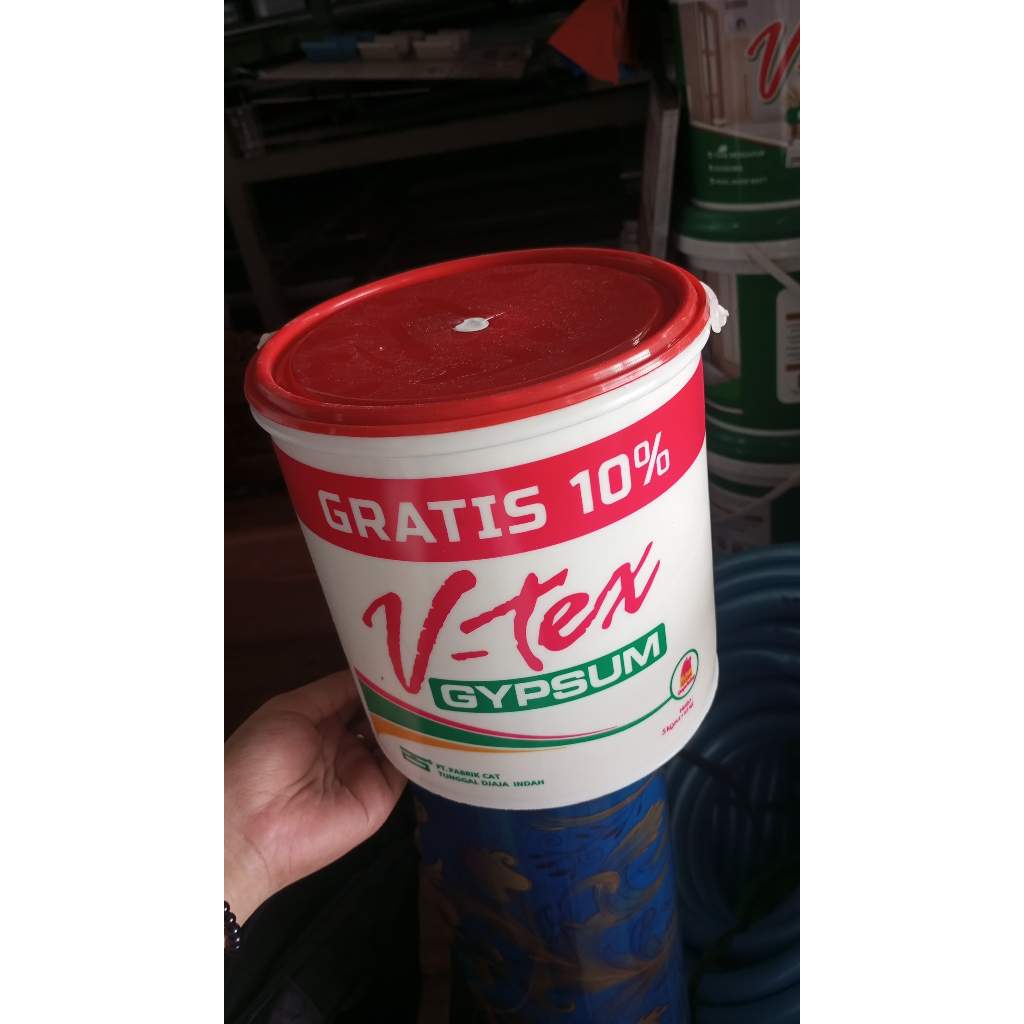 GRATIS 10%
V-tex
GYPSUM
PT. PABRIK CAT
TUNGGAL DJAJA INDAH